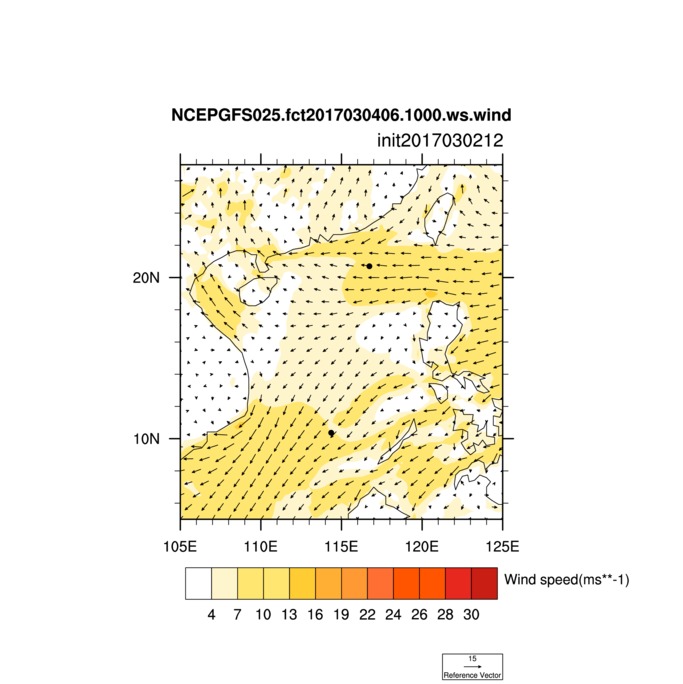 NCEPGFS025.fct2017030406.1000.ws.wind
init2017030212
20N
10N
105E 110E 115E 120E 125E
Wind speed(ms**-1)
4 7 10 13 16 19 22 24 26 28 30
15
Reference Vector